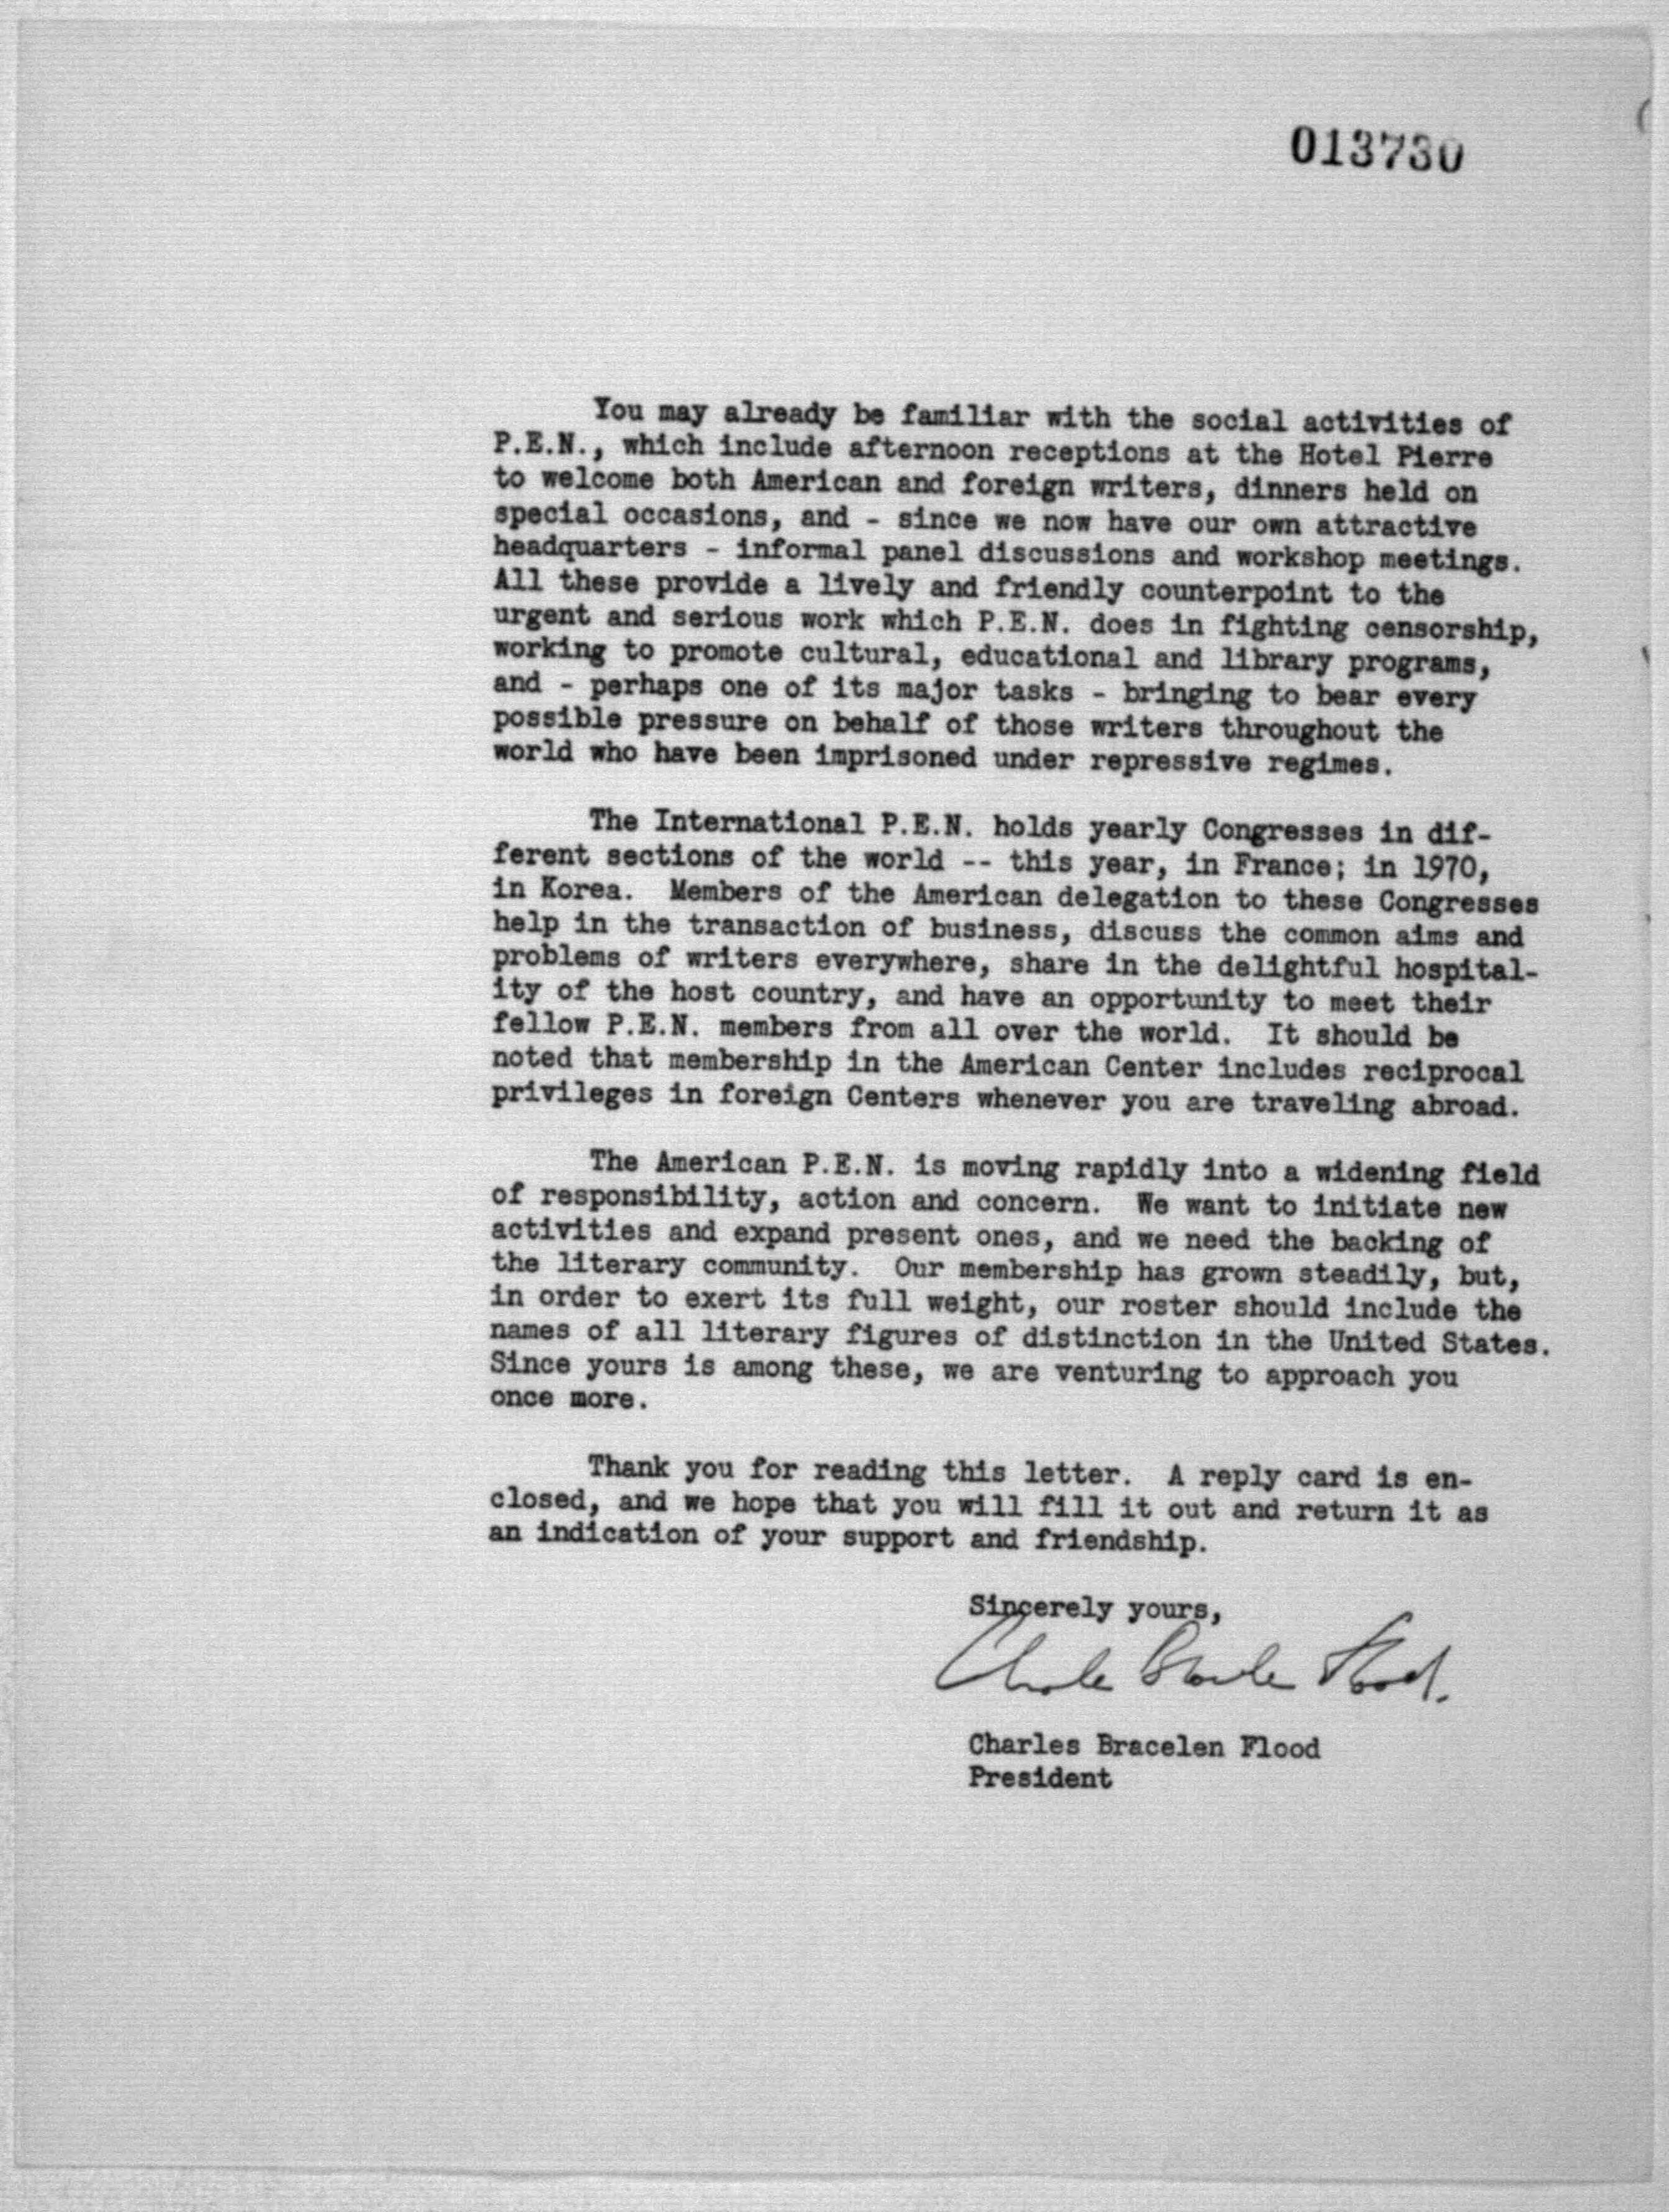 013730
You may already be familiar with the social activities of
P.E.N., which include afternoon receptions at the Hotel Pierre
to welcome both American and foreign writers, dinners held on
special occasions, and - since we now have our own attractive
headquarters - informal panel discussions and workshop meetings.
All these provide a lively and friendly counterpoint to the
urgent and serious work which P.E.N. does in fighting censorship,
working to promote cultural, educational and library programs,
and - perhaps one of its major tasks - bringing to bear every
possible pressure on behalf of those writers throughout the
world who have been imprisoned under repressive regimes.
The International P.E.N. holds yearly Congresses in dif-
ferent sections of the world -- this year, in France; in 1970,
in Korea. Members of the American delegation to these Congresses
help in the transaction of business, discuss the common aims and
problems of writers everywhere, share in the delightful hospital-
ity of the host country, and have an opportunity to meet their
fellow P.E.N. members from all over the world. It should be
noted that membership in the American Center includes reciprocal
privileges in foreign Centers whenever you are traveling abroad.
The American P.E.N. is moving rapidly into a widening field
of responsibility, action and concern. We want to initiate new
activities and expand present ones, and we need the backing of
the literary community. Our membership has grown steadily, but,
in order to exert its full weight, our roster should include the
names of all literary figures of distinction in the United States.
Since yours is among these, we are venturing to approach you
once more.
Thank you for reading this letter. A reply card is en-
closed, and we hope that you will fill it out and return it as
an indication of your support and friendship.
Sincerely yours,
Charles Bracelen Flood
Charles Bracelen Flood
President